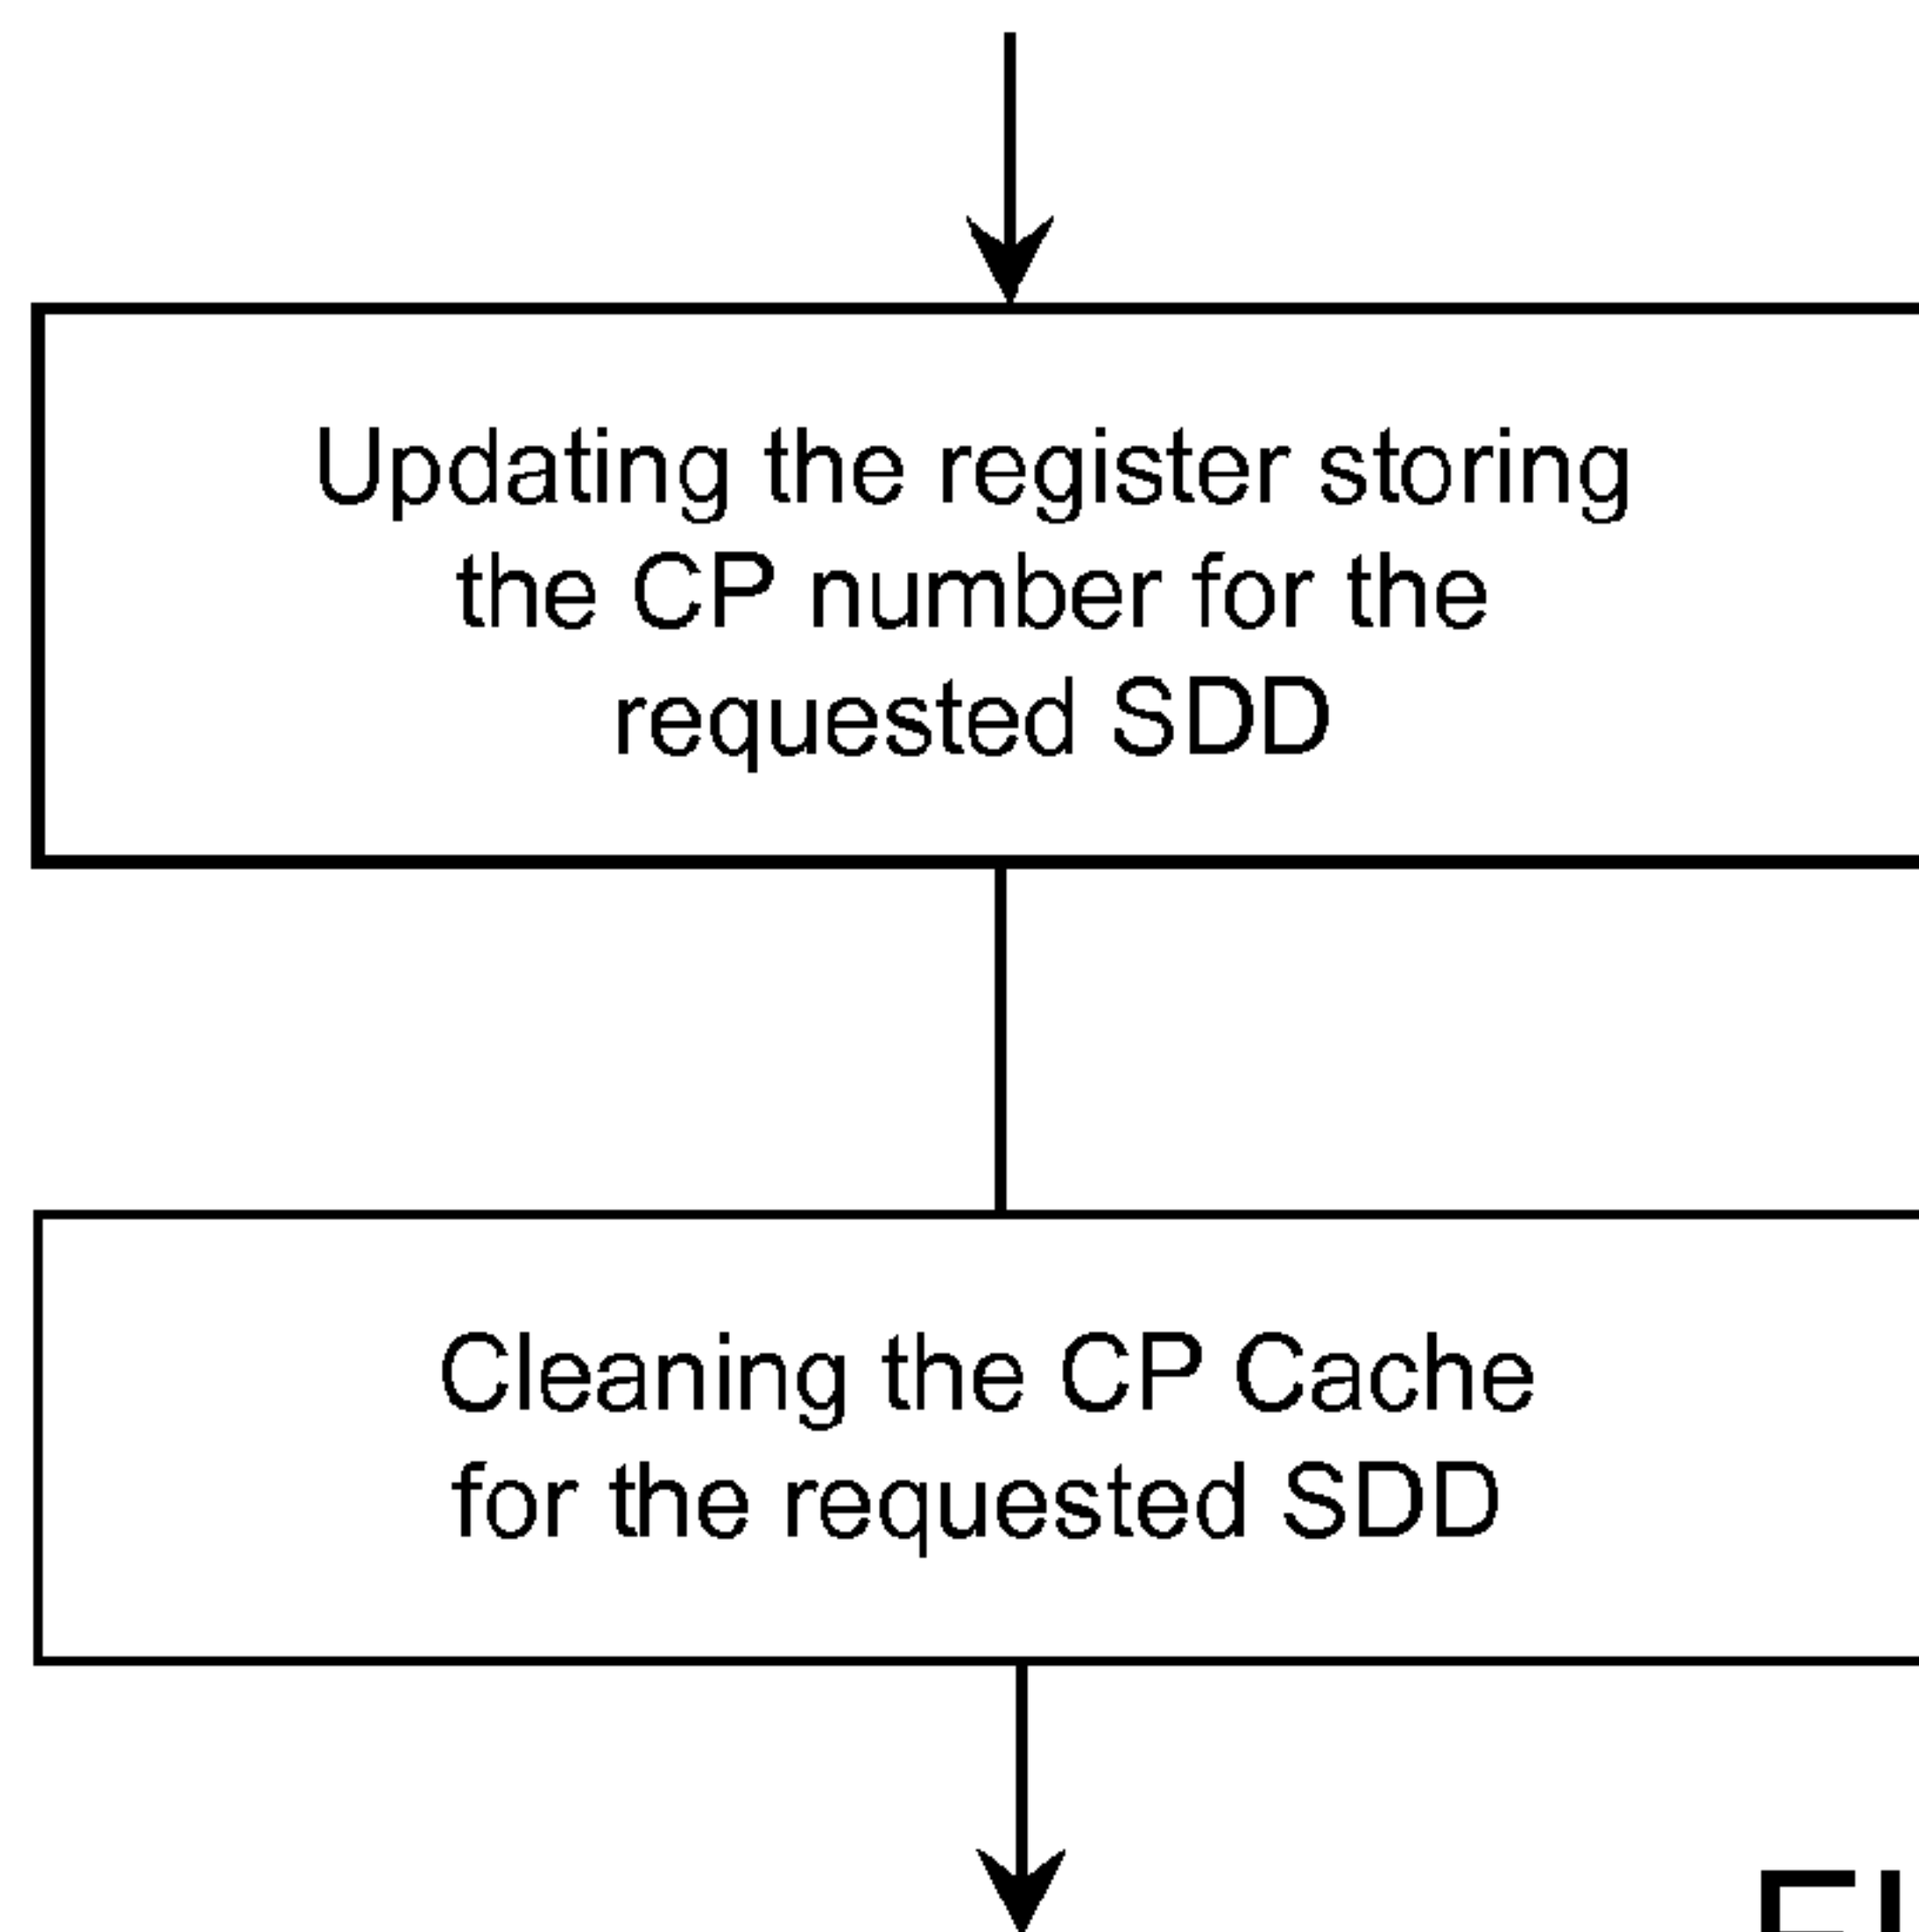 Updating the register storing
the CP number for the
requested SDD
Cleaning the CP Cache
for the requested SDD